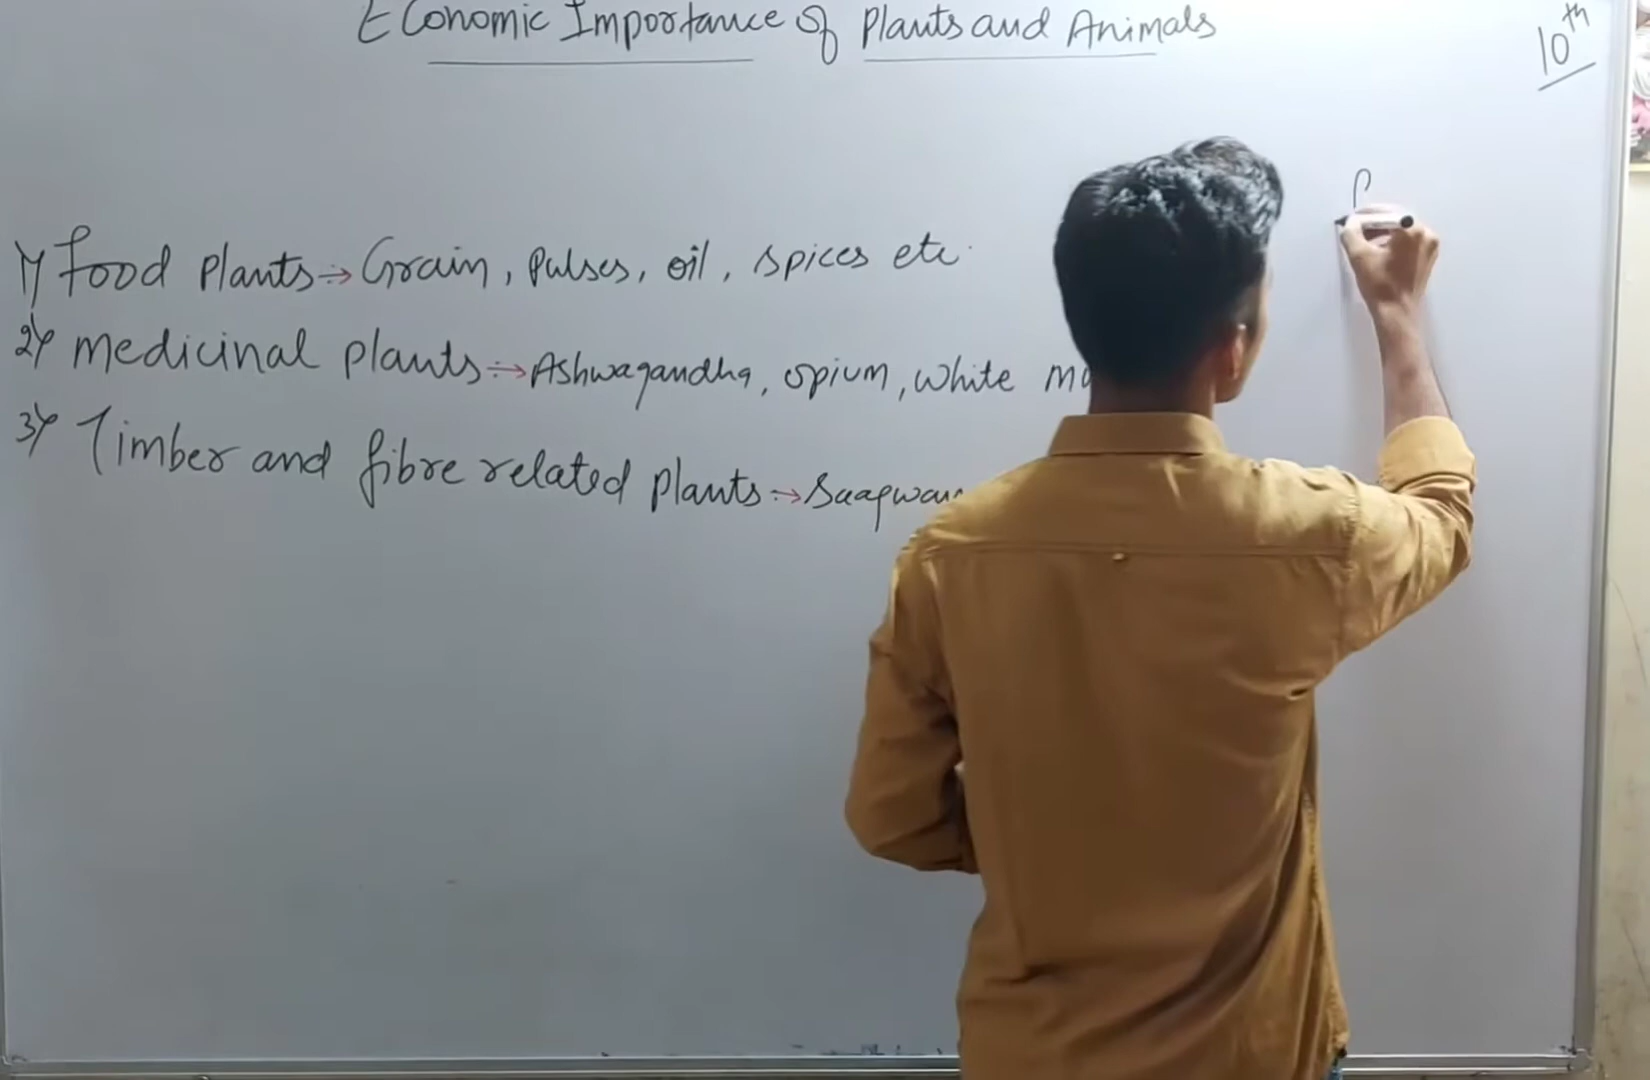 Economic Importance of Plants and Animals
10th
1) Food Plants → Grain, Pulses, oil, spices etc.
2) medicinal plants → Ashwagandha, opium, white
3) Timber and fibre related plants → Saagwan